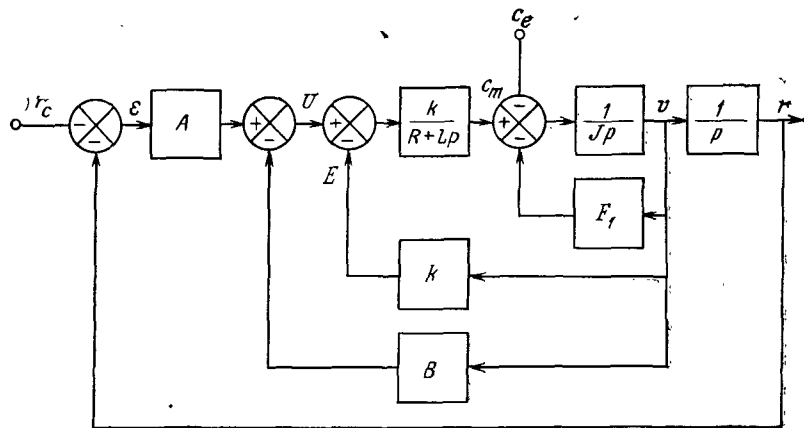 c_e
r_c
−
−
ε
A
+
−
U
+
−
E
k
R + Lp
c_m
−
+
−
1
Jp
v
1
p
r
F_1
k
B